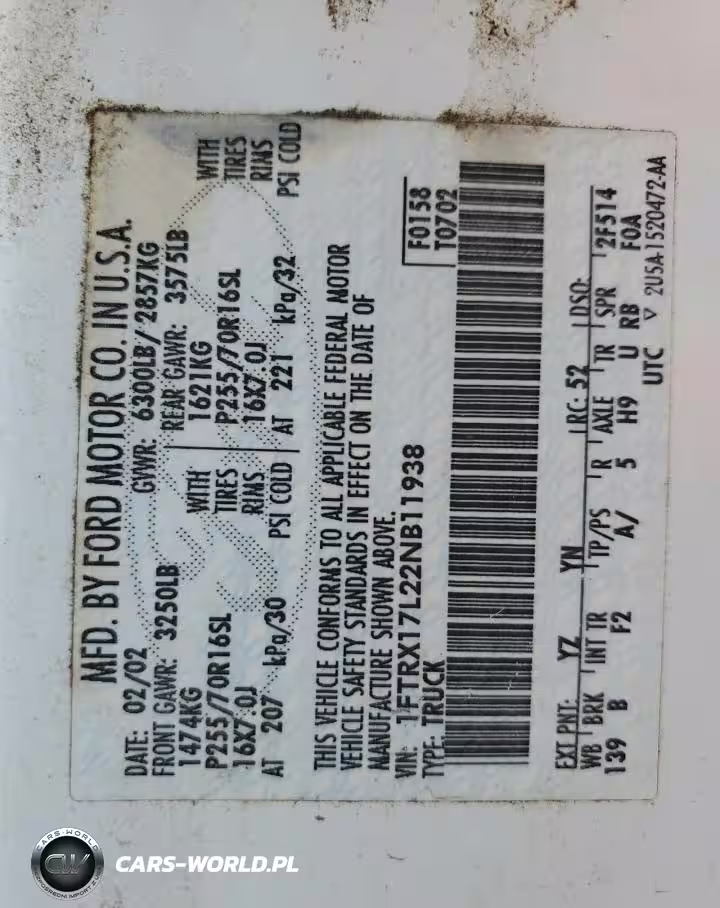 MFD. BY FORD MOTOR CO. IN U.S.A.
DATE: 02/02 GVWR: 6300LB/ 2857KG
FRONT GAWR: 3250LB REAR GAWR: 3575LB
1474KG WITH 1621KG WITH
P255/70R16SL TIRES P255/70R16SL TIRES
16X7.0J RIMS 16X7.0J RIMS
AT 207 kPa/30 PSI COLD AT 221 kPa/32 PSI COLD
THIS VEHICLE CONFORMS TO ALL APPLICABLE FEDERAL MOTOR
VEHICLE SAFETY STANDARDS IN EFFECT ON THE DATE OF
MANUFACTURE SHOWN ABOVE.
VIN: 1FTRX17L22NB11938 F0158
TYPE: TRUCK T0702
EXT PNT: YZ YN RC: 52 DSO:
WB BRK INT TR TP/PS R AXLE TR SPR 2F514
139 B F2 A/ 5 H9 U RB F0A
UTC ▽ 2U5A-1520472-AA
CARS-WORLD
CW
CARS-WORLD.PL